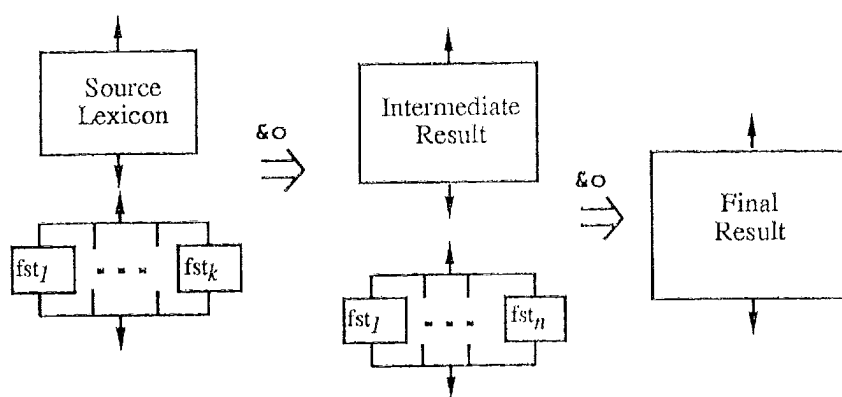 Source
Lexicon
&o
fst1 ... fstk
Intermediate
Result
&o
fst1 ... fstn
Final
Result